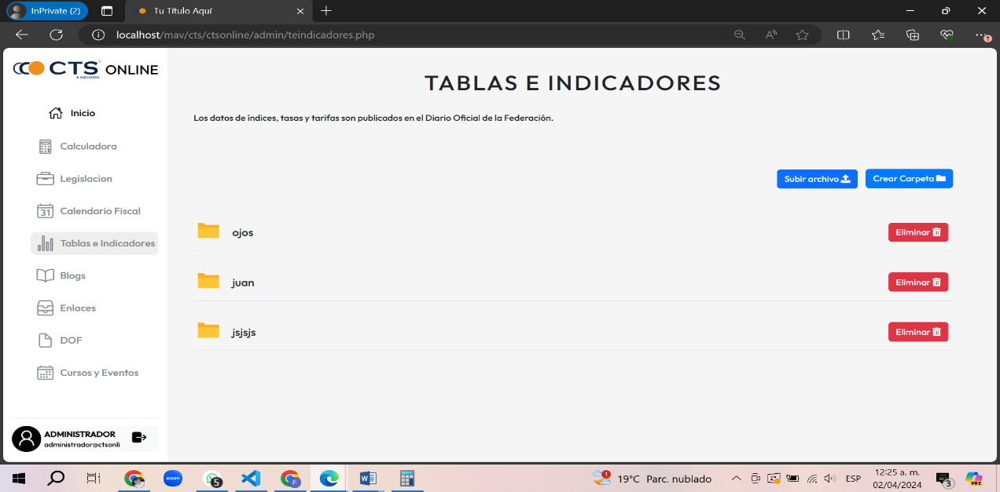 InPrivate (2)
Tu Título Aquí
localhost/mav/cts/ctsonline/admin/teindicadores.php
CTS ONLINE
& ASOCIADOS
Inicio
Calculadora
Legislacion
31 Calendario Fiscal
Tablas e Indicadores
Blogs
Enlaces
DOF
Cursos y Eventos
ADMINISTRADOR
administrador@ctsonli
TABLAS E INDICADORES
Los datos de índices, tasas y tarifas son publicados en el Diario Oficial de la Federación.
Subir archivo
Crear Carpeta
ojos
Eliminar
juan
Eliminar
jsjsjs
Eliminar
zoom
5
F
W
1
19°C Parc. nublado
ESP
12:25 a. m.
02/04/2024
3
PRE